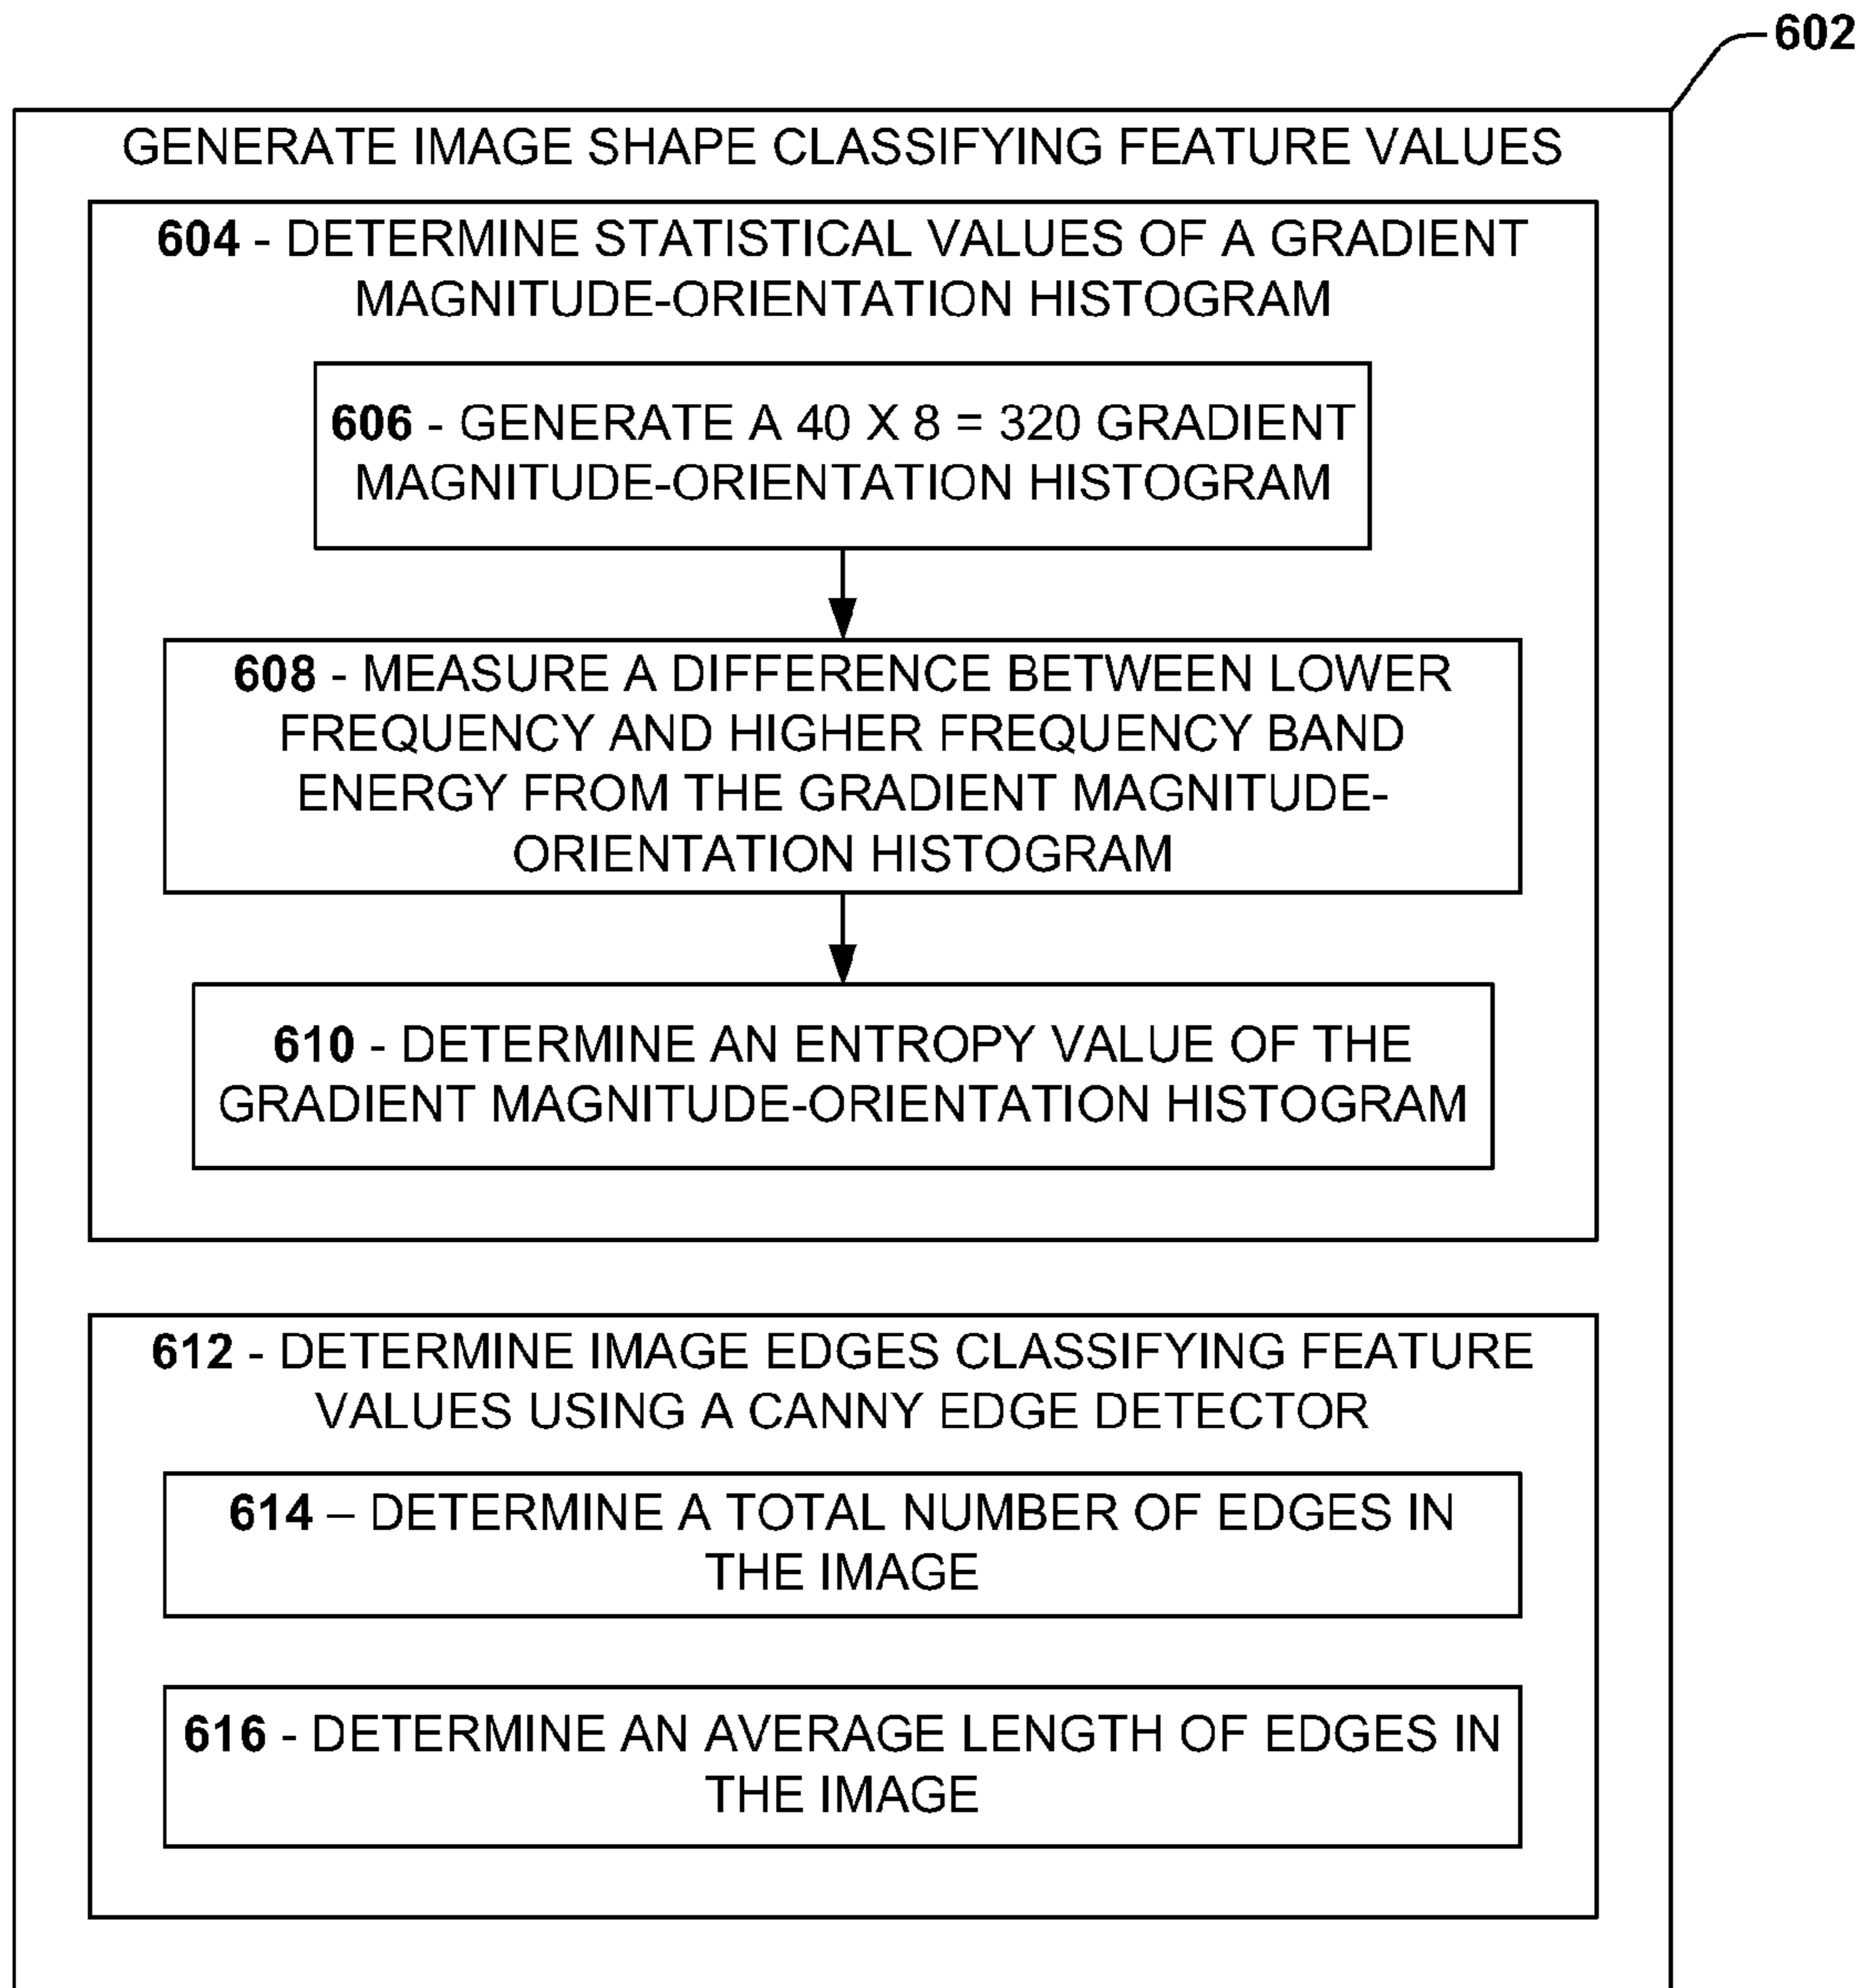 602
GENERATE IMAGE SHAPE CLASSIFYING FEATURE VALUES
604 - DETERMINE STATISTICAL VALUES OF A GRADIENT
MAGNITUDE-ORIENTATION HISTOGRAM
606 - GENERATE A 40 X 8 = 320 GRADIENT
MAGNITUDE-ORIENTATION HISTOGRAM
608 - MEASURE A DIFFERENCE BETWEEN LOWER
FREQUENCY AND HIGHER FREQUENCY BAND
ENERGY FROM THE GRADIENT MAGNITUDE-
ORIENTATION HISTOGRAM
610 - DETERMINE AN ENTROPY VALUE OF THE
GRADIENT MAGNITUDE-ORIENTATION HISTOGRAM
612 - DETERMINE IMAGE EDGES CLASSIFYING FEATURE
VALUES USING A CANNY EDGE DETECTOR
614 – DETERMINE A TOTAL NUMBER OF EDGES IN
THE IMAGE
616 - DETERMINE AN AVERAGE LENGTH OF EDGES IN
THE IMAGE